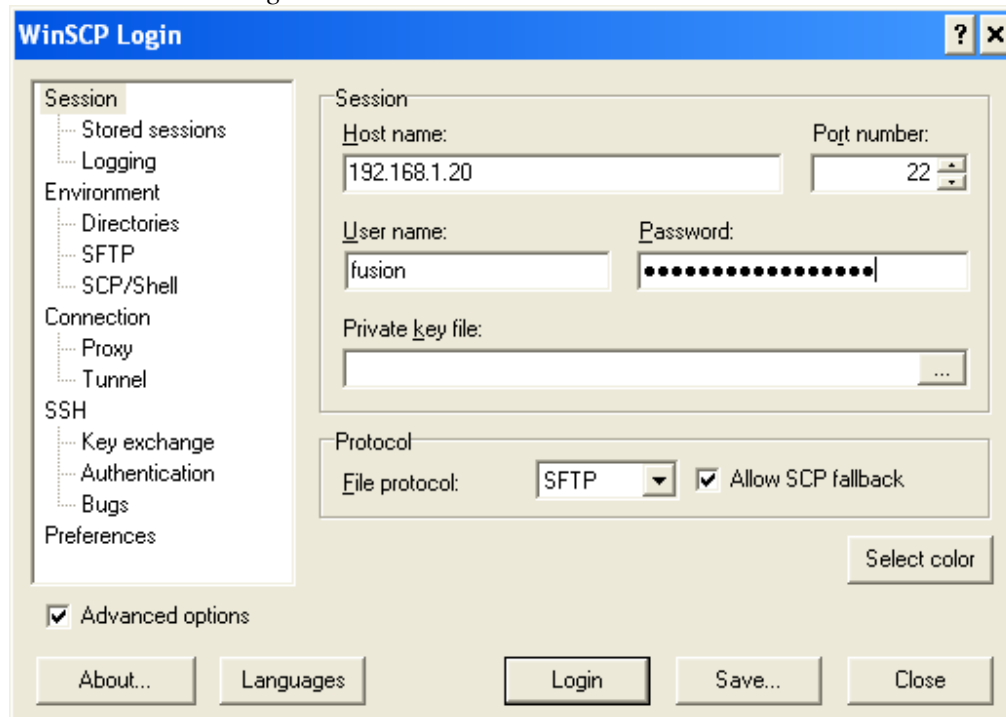 WinSCP Login
Session
Stored sessions
Logging
Environment
Directories
SFTP
SCP/Shell
Connection
Proxy
Tunnel
SSH
Key exchange
Authentication
Bugs
Preferences
Advanced options
Session
Host name: Port number:
192.168.1.20 22
User name: Password:
fusion ●●●●●●●●●●●●●●●●●
Private key file:
...
Protocol
File protocol: SFTP Allow SCP fallback
Select color
About... Languages Login Save... Close